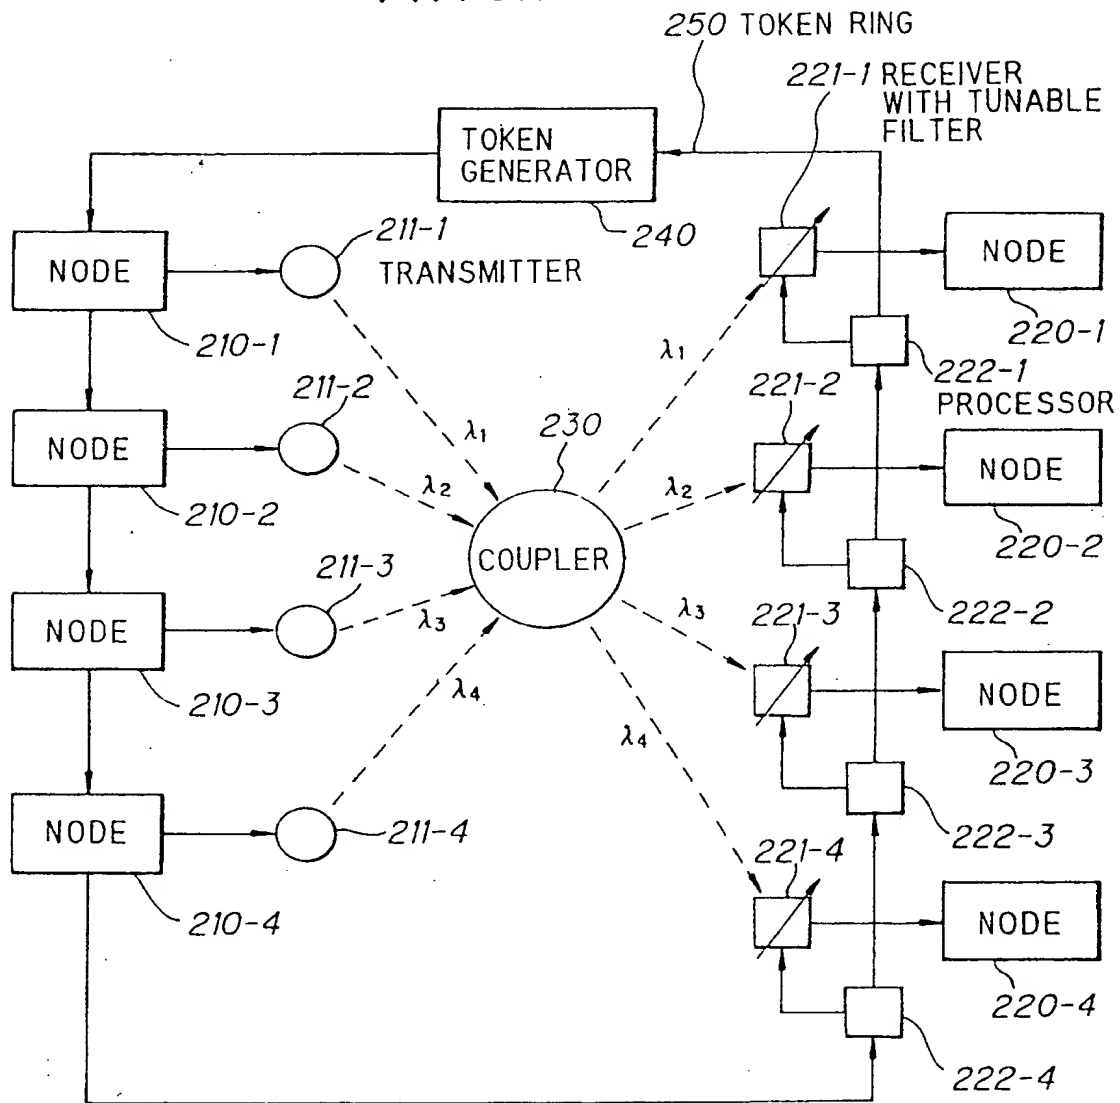 250 TOKEN RING
221-1 RECEIVER
WITH TUNABLE
FILTER
TOKEN
GENERATOR
240
NODE
210-1
211-1
TRANSMITTER
λ1
λ1
NODE
220-1
222-1
PROCESSOR
NODE
210-2
211-2
λ2
230
COUPLER
221-2
λ2
NODE
220-2
222-2
NODE
210-3
211-3
λ3
221-3
λ3
NODE
220-3
222-3
NODE
210-4
211-4
λ4
λ4
221-4
NODE
220-4
222-4